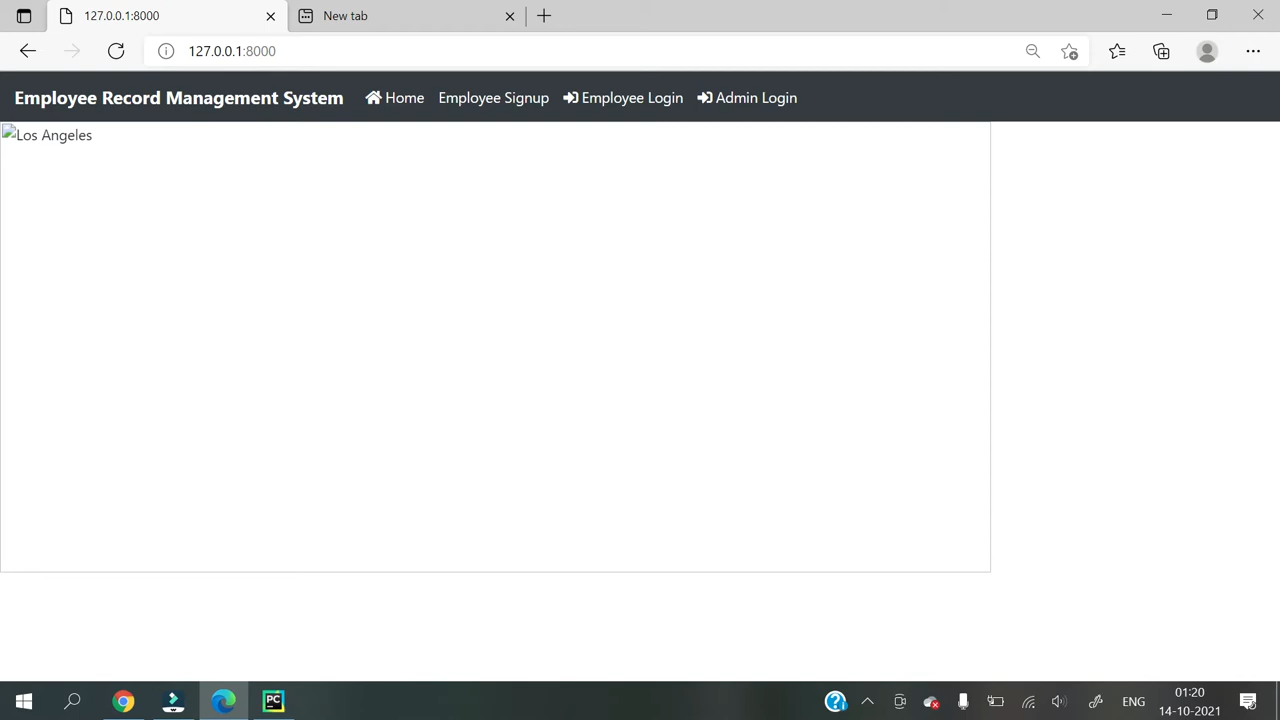 127.0.0.1:8000
New tab
127.0.0.1:8000
Employee Record Management System Home Employee Signup Employee Login Admin Login
Los Angeles
PC
ENG
01:20
14-10-2021